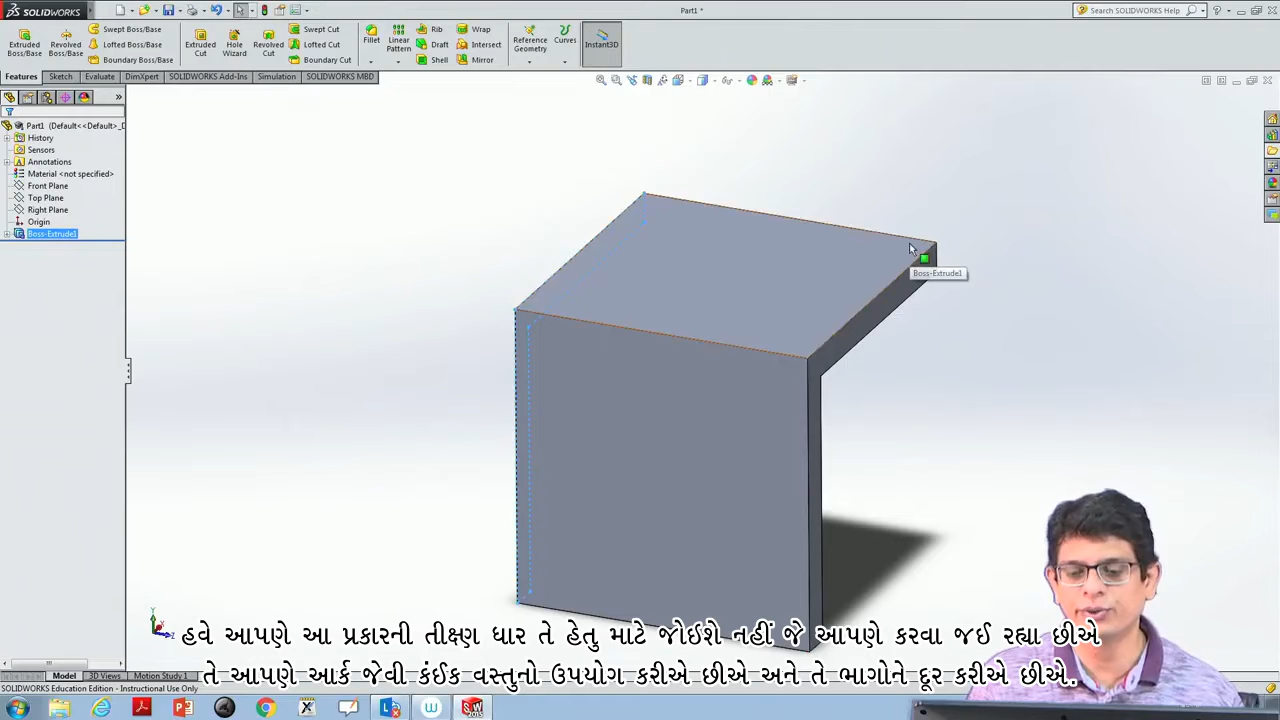 SOLIDWORKS
Part1 *
Search SOLIDWORKS Help
Extruded Boss/Base
Revolved Boss/Base
Swept Boss/Base
Lofted Boss/Base
Boundary Boss/Base
Extruded Cut
Hole Wizard
Revolved Cut
Swept Cut
Lofted Cut
Boundary Cut
Fillet
Linear Pattern
Rib
Draft
Shell
Wrap
Intersect
Mirror
Reference Geometry
Curves
Instant3D
Features
Sketch
Evaluate
DimXpert
SOLIDWORKS Add-Ins
Simulation
SOLIDWORKS MBD
Part1 (Default<<Default>_D
History
Sensors
Annotations
Material <not specified>
Front Plane
Top Plane
Right Plane
Origin
Boss-Extrude1
Boss-Extrude1
હવે આપણે આ પ્રકારની તીક્ષ્ણ ધાર તે હેતુ માટે જોઈશે નહીં જે આપણે કરવા જઈ રહ્યા છીએ
તે આપણે આર્ક જેવી કંઈક વસ્તુનો ઉપયોગ કરીએ છીએ અને તે ભાગોને દૂર કરીએ છીએ.
Model
3D Views
Motion Study 1
SOLIDWORKS Education Edition - Instructional Use Only